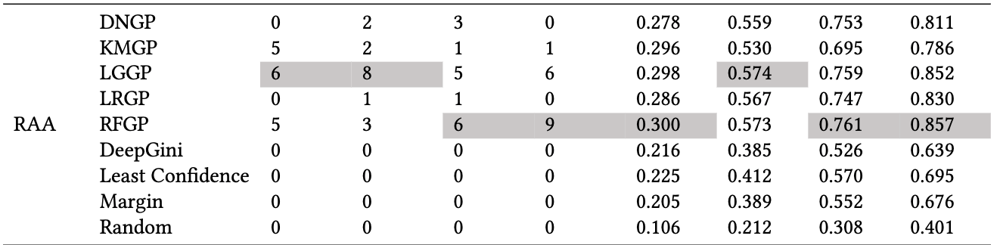 DNGP 0 2 3 0 0.278 0.559 0.753 0.811
KMGP 5 2 1 1 0.296 0.530 0.695 0.786
LGGP 6 8 5 6 0.298 0.574 0.759 0.852
LRGP 0 1 1 0 0.286 0.567 0.747 0.830
RAA RFGP 5 3 6 9 0.300 0.573 0.761 0.857
DeepGini 0 0 0 0 0.216 0.385 0.526 0.639
Least Confidence 0 0 0 0 0.225 0.412 0.570 0.695
Margin 0 0 0 0 0.205 0.389 0.552 0.676
Random 0 0 0 0 0.106 0.212 0.308 0.401